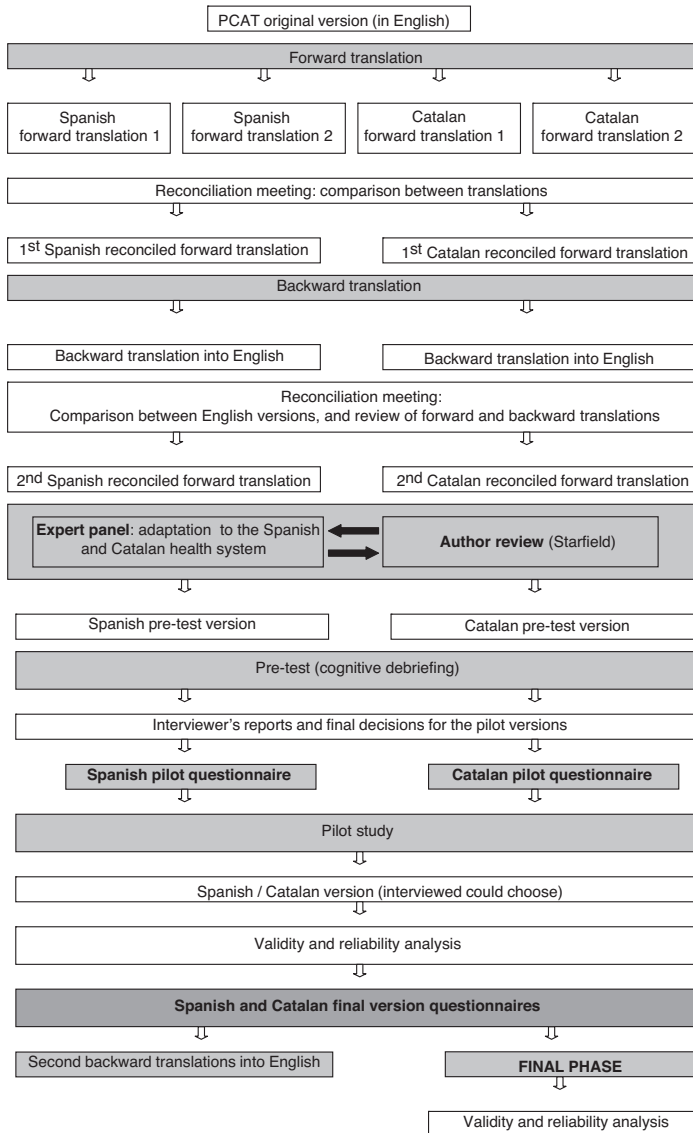 PCAT original version (in English)
Forward translation
Spanish
forward translation 1
Spanish
forward translation 2
Catalan
forward translation 1
Catalan
forward translation 2
Reconciliation meeting: comparison between translations
1st Spanish reconciled forward translation
1st Catalan reconciled forward translation
Backward translation
Backward translation into English
Backward translation into English
Reconciliation meeting:
Comparison between English versions, and review of forward and backward translations
2nd Spanish reconciled forward translation
2nd Catalan reconciled forward translation
Expert panel: adaptation to the Spanish
and Catalan health system
Author review (Starfield)
Spanish pre-test version
Catalan pre-test version
Pre-test (cognitive debriefing)
Interviewer's reports and final decisions for the pilot versions
Spanish pilot questionnaire
Catalan pilot questionnaire
Pilot study
Spanish / Catalan version (interviewed could choose)
Validity and reliability analysis
Spanish and Catalan final version questionnaires
Second backward translations into English
FINAL PHASE
Validity and reliability analysis